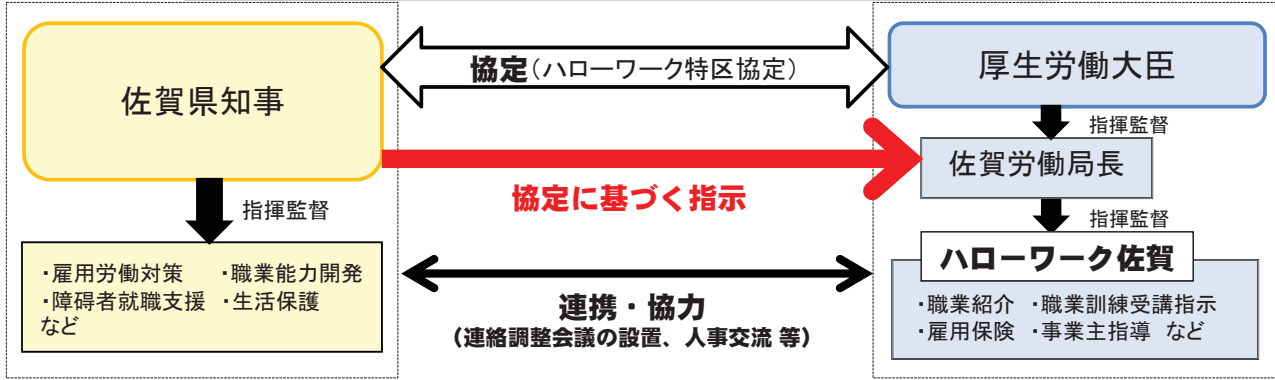 協定(ハローワーク特区協定)
佐賀県知事
厚生労働大臣
指揮監督
佐賀労働局長
協定に基づく指示
指揮監督
指揮監督
ハローワーク佐賀
・雇用労働対策 ・職業能力開発
・障碍者就職支援 ・生活保護
など
連携・協力
(連絡調整会議の設置、人事交流 等)
・職業紹介 ・職業訓練受講指示
・雇用保険 ・事業主指導 など